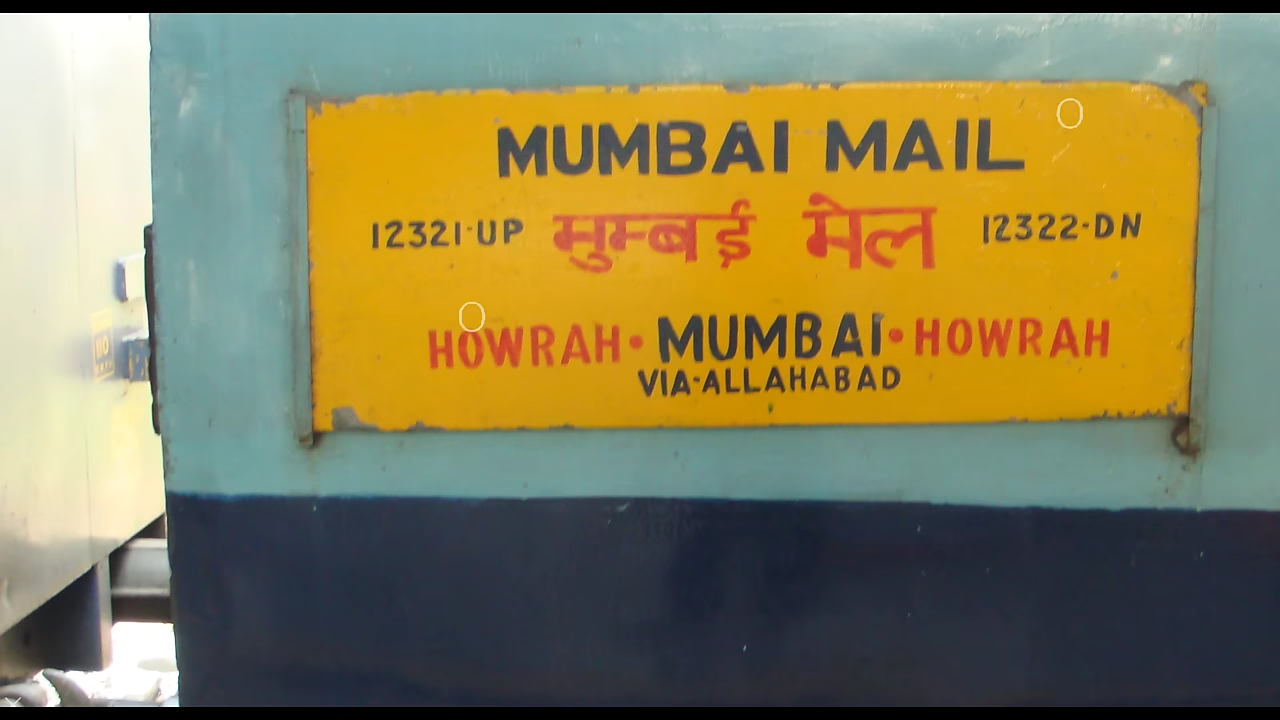 MUMBAI MAIL
12321-UP मुम्बई मेल 12322-DN
HOWRAH • MUMBAI • HOWRAH
VIA-ALLAHABAD